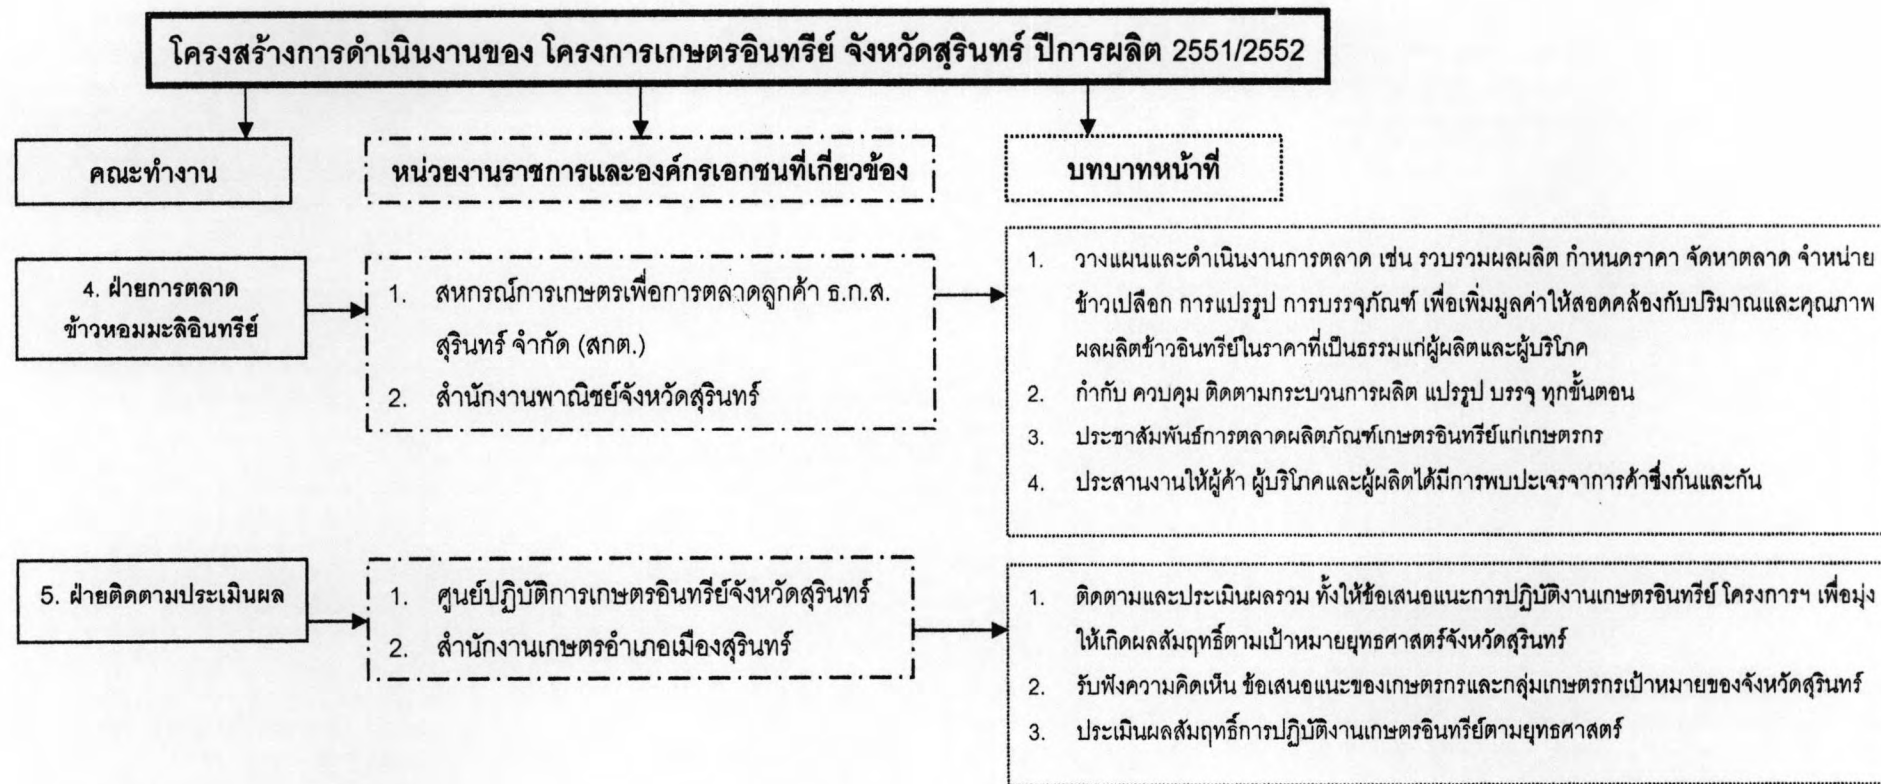 โครงสร้างการดำเนินงานของ โครงการเกษตรอินทรีย์ จังหวัดสุรินทร์ ปีการผลิต 2551/2552
คณะทำงาน
หน่วยงานราชการและองค์กรเอกชนที่เกี่ยวข้อง
บทบาทหน้าที่
4. ฝ่ายการตลาด
ข้าวหอมมะลิอินทรีย์
1. สหกรณ์การเกษตรเพื่อการตลาดลูกค้า ธ.ก.ส.
สุรินทร์ จำกัด (สกต.)
2. สำนักงานพาณิชย์จังหวัดสุรินทร์
1. วางแผนและดำเนินงานการตลาด เช่น รวบรวมผลผลิต กำหนดราคา จัดหาตลาด จำหน่าย
ข้าวเปลือก การแปรรูป การบรรจุภัณฑ์ เพื่อเพิ่มมูลค่าให้สอดคล้องกับปริมาณและคุณภาพ
ผลผลิตข้าวอินทรีย์ในราคาที่เป็นธรรมแก่ผู้ผลิตและผู้บริโภค
2. กำกับ ควบคุม ติดตามกระบวนการผลิต แปรรูป บรรจุ ทุกขั้นตอน
3. ประชาสัมพันธ์การตลาดผลิตภัณฑ์เกษตรอินทรีย์แก่เกษตรกร
4. ประสานงานให้ผู้ค้า ผู้บริโภคและผู้ผลิตได้มีการพบปะเจรจาการค้าซึ่งกันและกัน
5. ฝ่ายติดตามประเมินผล
1. ศูนย์ปฏิบัติการเกษตรอินทรีย์จังหวัดสุรินทร์
2. สำนักงานเกษตรอำเภอเมืองสุรินทร์
1. ติดตามและประเมินผลรวม ทั้งให้ข้อเสนอแนะการปฏิบัติงานเกษตรอินทรีย์ โครงการฯ เพื่อมุ่ง
ให้เกิดผลสัมฤทธิ์ตามเป้าหมายยุทธศาสตร์จังหวัดสุรินทร์
2. รับฟังความคิดเห็น ข้อเสนอแนะของเกษตรกรและกลุ่มเกษตรกรเป้าหมายของจังหวัดสุรินทร์
3. ประเมินผลสัมฤทธิ์การปฏิบัติงานเกษตรอินทรีย์ตามยุทธศาสตร์